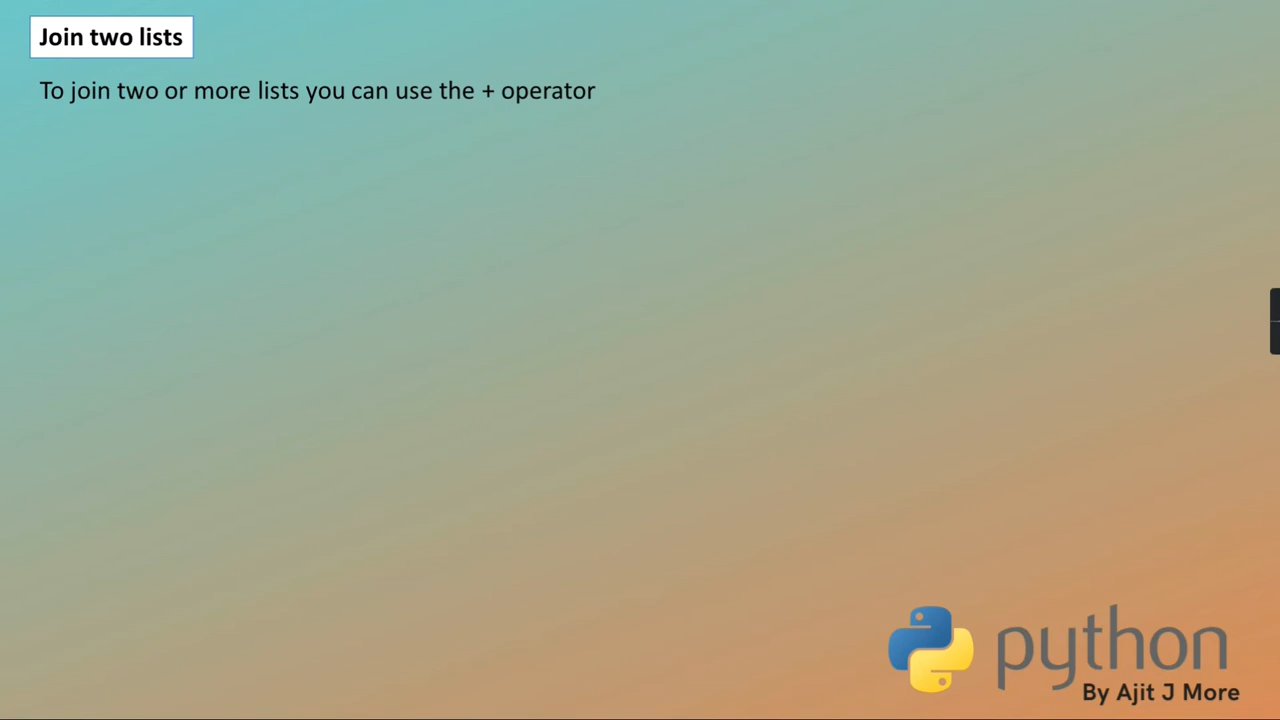 Join two lists
To join two or more lists you can use the + operator
python
By Ajit J More